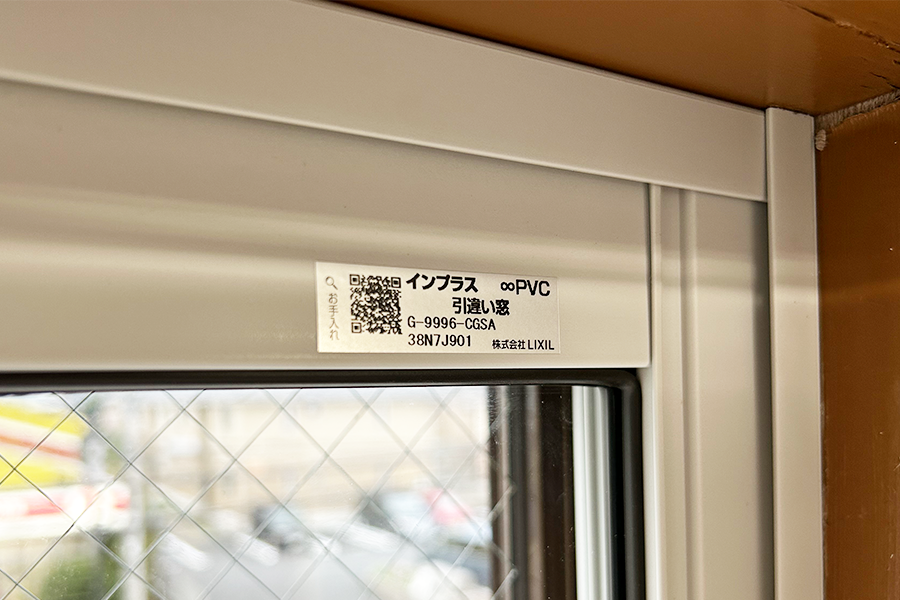 お手入れ
インプラス ∞PVC
引違い窓
G-9996-CGSA
38N7J901 株式会社LIXIL